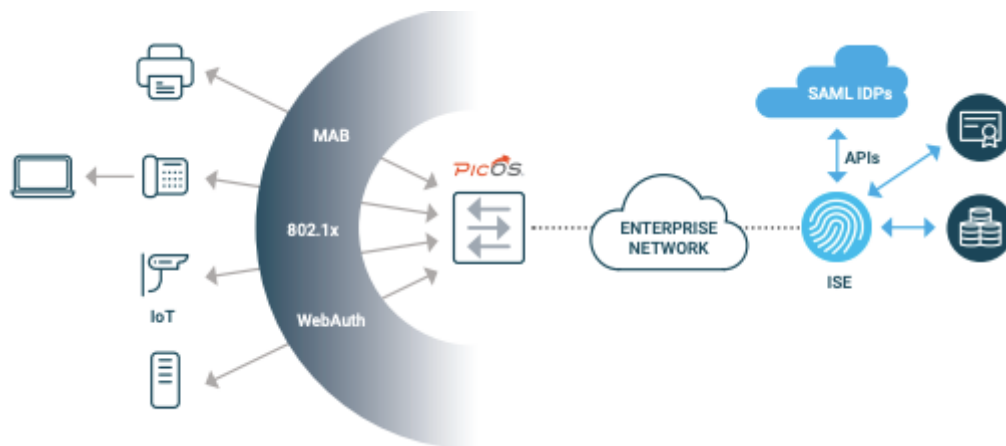 MAB
802.1x
WebAuth
IoT
PICOS
ENTERPRISE
NETWORK
SAML IDPs
APIs
ISE